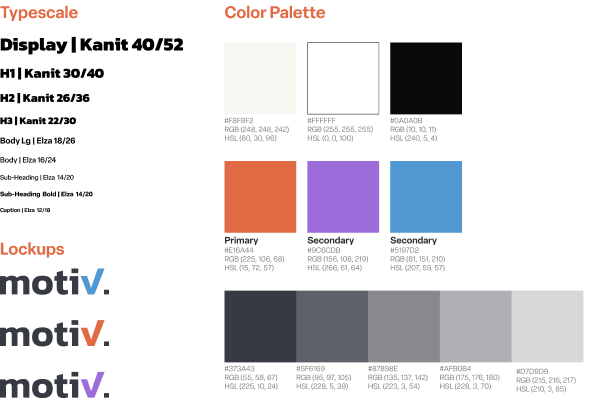 Typescale
Display | Kanit 40/52
H1 | Kanit 30/40
H2 | Kanit 26/36
H3 | Kanit 22/30
Body Lg | Elza 18/26
Body | Elza 16/24
Sub-Heading | Elza 14/20
Sub-Heading Bold | Elza 14/20
Caption | Elza 12/18
Lockups
motiv.
motiv.
motiv.
Color Palette
#F8F8F2
RGB (248, 248, 242)
HSL (60, 30, 96)
#FFFFFF
RGB (255, 255, 255)
HSL (0, 0, 100)
#0A0A0B
RGB (10, 10, 11)
HSL (240, 5, 4)
Primary
#E16A44
RGB (225, 106, 68)
HSL (15, 72, 57)
Secondary
#9C6CDB
RGB (156, 108, 219)
HSL (266, 61, 64)
Secondary
#5197D2
RGB (81, 151, 210)
HSL (207, 59, 57)
#373A43
RGB (55, 58, 67)
HSL (225, 10, 24)
#5F6169
RGB (95, 97, 105)
HSL (228, 5, 39)
#87898E
RGB (135, 137, 142)
HSL (223, 3, 54)
#AFB0B4
RGB (175, 176, 180)
HSL (228, 3, 70)
#D7D8D9
RGB (215, 216, 217)
HSL (210, 3, 85)